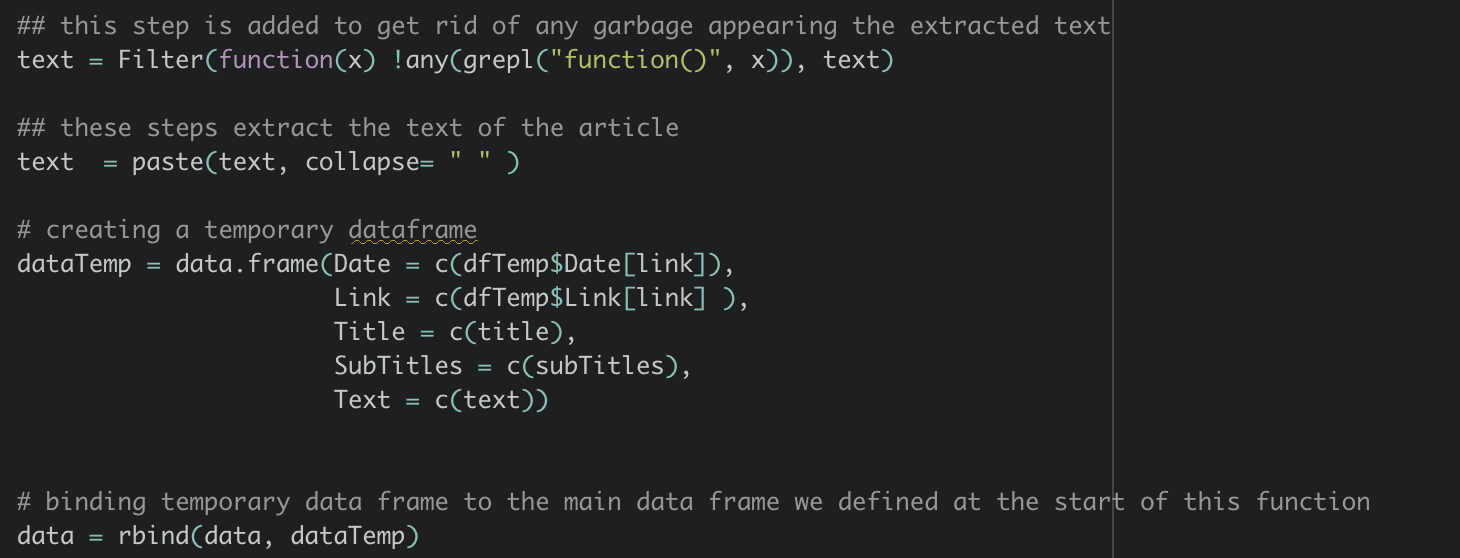 ## this step is added to get rid of any garbage appearing the extracted text
text = Filter(function(x) !any(grepl("function()", x)), text)
## these steps extract the text of the article
text  = paste(text, collapse= " " )
# creating a temporary dataframe
dataTemp = data.frame(Date = c(dfTemp$Date[link]),
                      Link = c(dfTemp$Link[link] ),
                      Title = c(title),
                      SubTitles = c(subTitles),
                      Text = c(text))
# binding temporary data frame to the main data frame we defined at the start of this function
data = rbind(data, dataTemp)